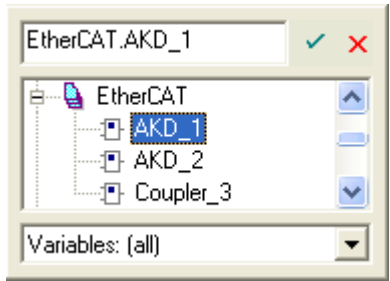 EtherCAT.AKD_1
EtherCAT
AKD_1
AKD_2
Coupler_3
Variables: (all)